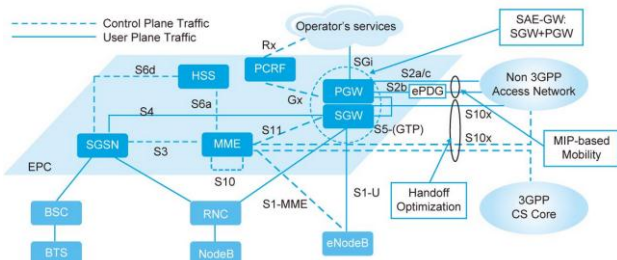 Control Plane Traffic
User Plane Traffic
Operator's services
SAE-GW:
SGW+PGW
Rx
SGi
S6d
HSS
PCRF
S2a/c
Non 3GPP
Access Network
PGW
S2b
ePDG
S6a
Gx
S4
SGW
S10x
S11
S5-(GTP)
S10x
SGSN
S3
MME
MIP-based
Mobility
EPC
S10
Handoff
Optimization
S1-U
S1-MME
3GPP
CS Core
BSC
RNC
eNodeB
BTS
NodeB